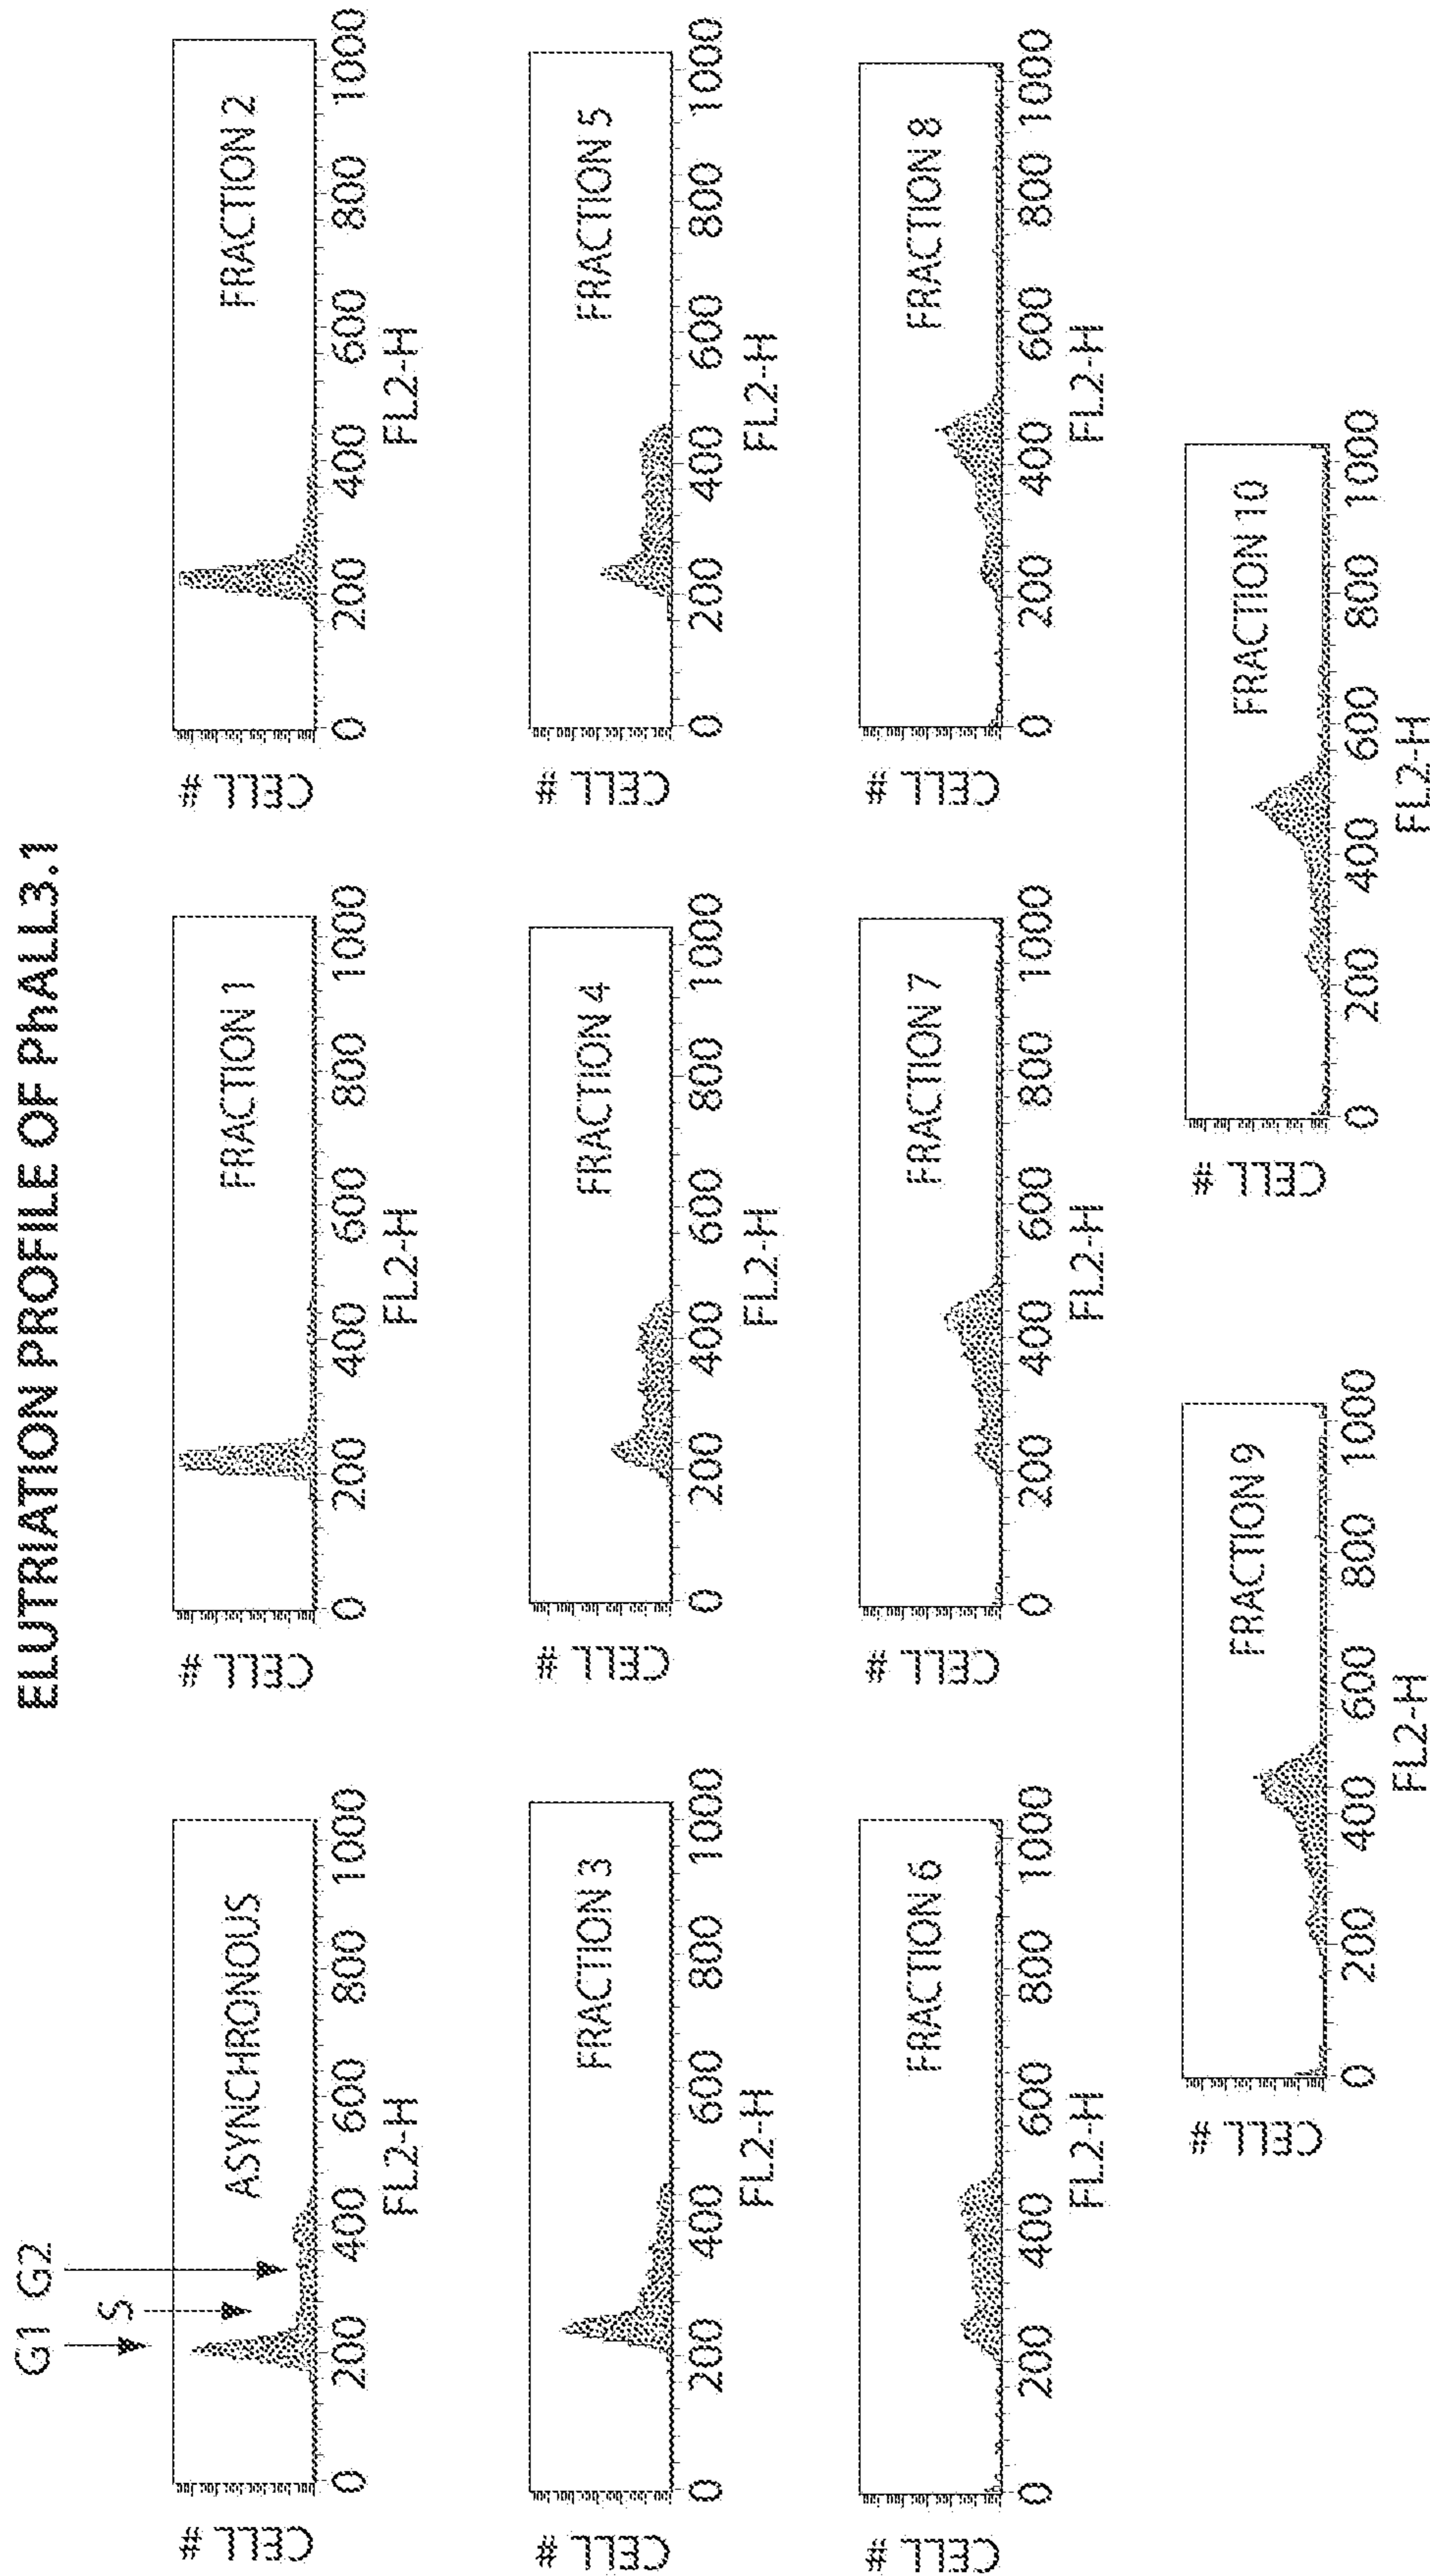 ELUTRIATION PROFILE OF PhALL3.1
G1 G2
S
ASYNCHRONOUS
CELL #
0 200 400 600 800 1000
FL2-H
FRACTION 1
CELL #
0 200 400 600 800 1000
FL2-H
FRACTION 2
CELL #
0 200 400 600 800 1000
FL2-H
FRACTION 3
CELL #
0 200 400 600 800 1000
FL2-H
FRACTION 4
CELL #
0 200 400 600 800 1000
FL2-H
FRACTION 5
CELL #
0 200 400 600 800 1000
FL2-H
FRACTION 6
CELL #
0 200 400 600 800 1000
FL2-H
FRACTION 7
CELL #
0 200 400 600 800 1000
FL2-H
FRACTION 8
CELL #
0 200 400 600 800 1000
FL2-H
FRACTION 9
CELL #
0 200 400 600 800 1000
FL2-H
FRACTION 10
CELL #
0 200 400 600 800 1000
FL2-H